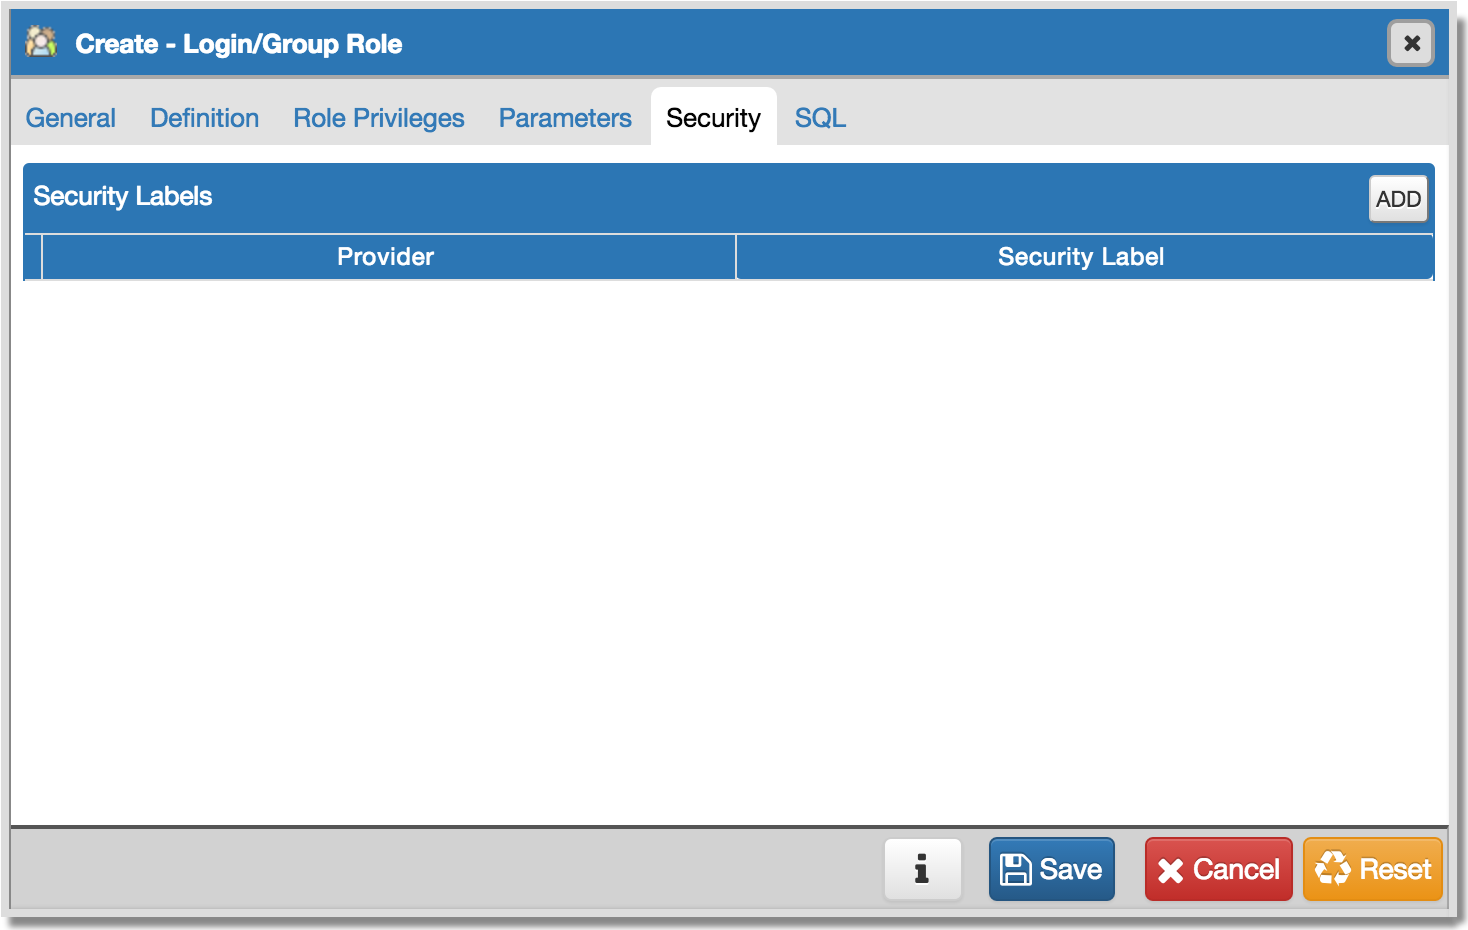 Create - Login/Group Role
General Definition Role Privileges Parameters Security SQL
Security Labels ADD
Provider Security Label
Save Cancel Reset